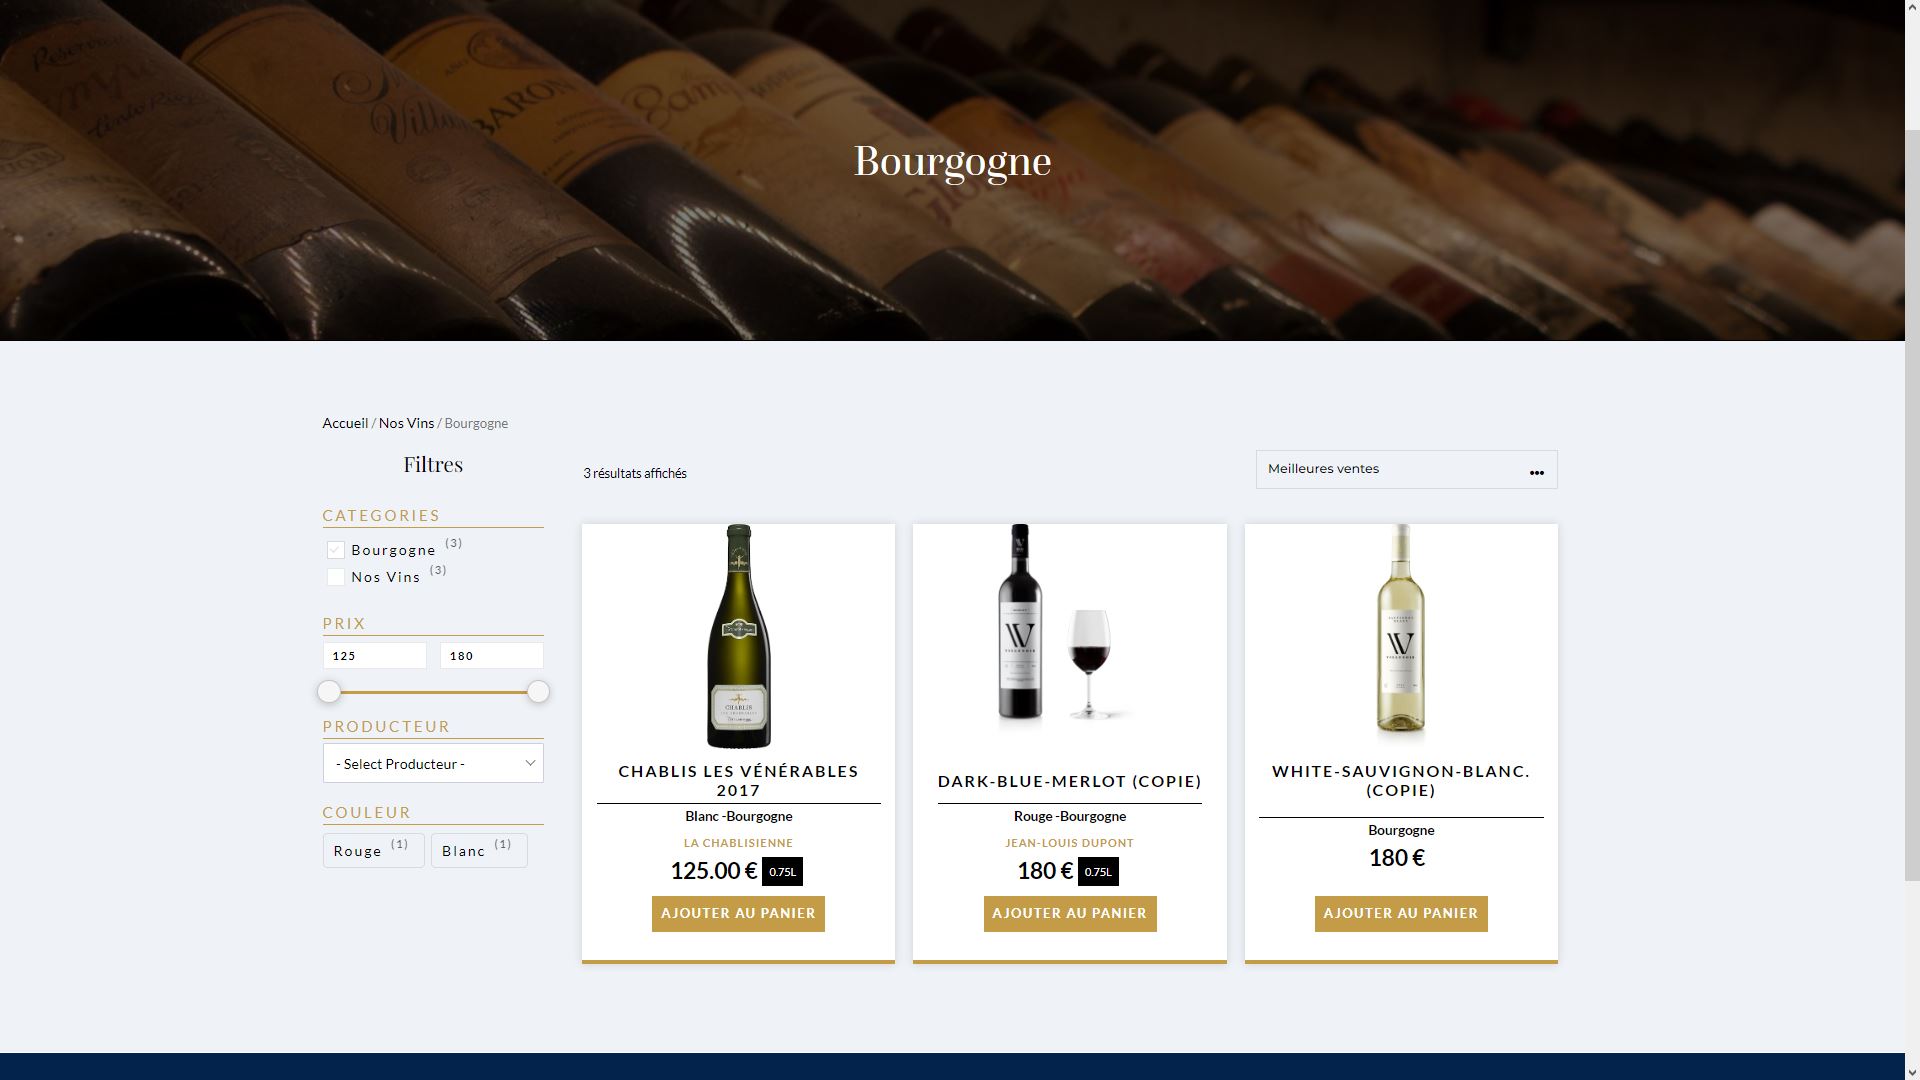 BARON
Bourgogne
Accueil / Nos Vins / Bourgogne
Filtres
3 résultats affichés
Meilleures ventes
CATEGORIES
Bourgogne (3)
Nos Vins (3)
PRIX
125 180
PRODUCTEUR
- Select Producteur -
COULEUR
Rouge (1) Blanc (1)
CHABLIS
W
W
CHABLIS LES VÉNÉRABLES
2017
Blanc -Bourgogne
LA CHABLISIENNE
125.00 € 0.75L
AJOUTER AU PANIER
DARK-BLUE-MERLOT (COPIE)
Rouge -Bourgogne
JEAN-LOUIS DUPONT
180 € 0.75L
AJOUTER AU PANIER
WHITE-SAUVIGNON-BLANC.
(COPIE)
Bourgogne
180 €
AJOUTER AU PANIER